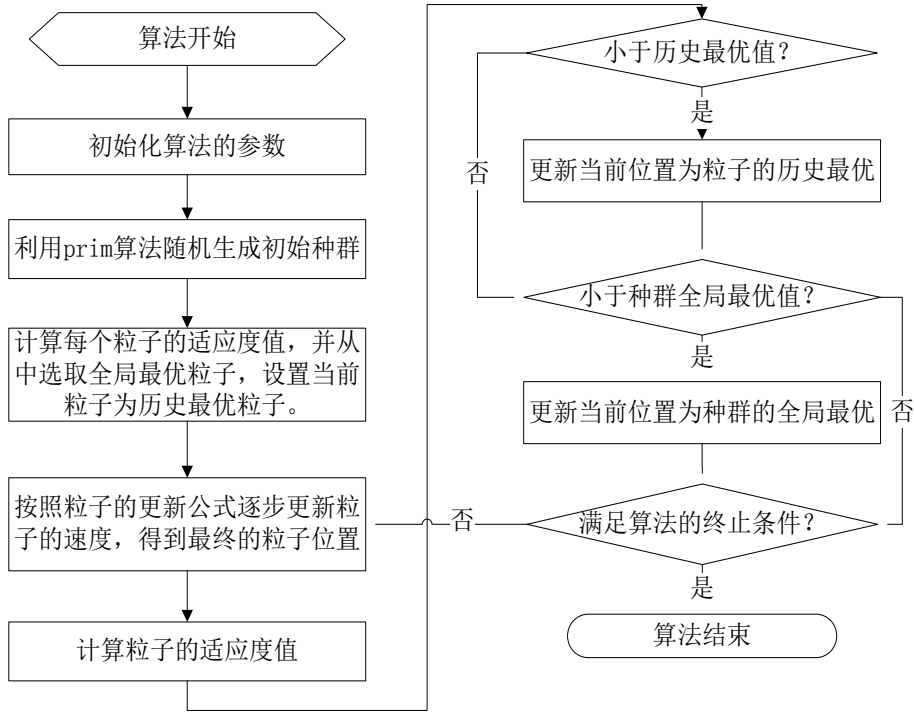 算法开始
初始化算法的参数
利用prim算法随机生成初始种群
计算每个粒子的适应度值，并从
中选取全局最优粒子，设置当前
粒子为历史最优粒子。
按照粒子的更新公式逐步更新粒
子的速度，得到最终的粒子位置
计算粒子的适应度值
小于历史最优值?
是
否
更新当前位置为粒子的历史最优
小于种群全局最优值?
是
否
更新当前位置为种群的全局最优
满足算法的终止条件?
否
是
算法结束